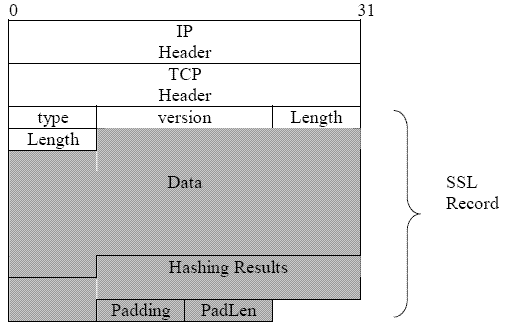 0 31
IP
Header
TCP
Header
type version Length
Length
Data
SSL
Record
Hashing Results
Padding PadLen